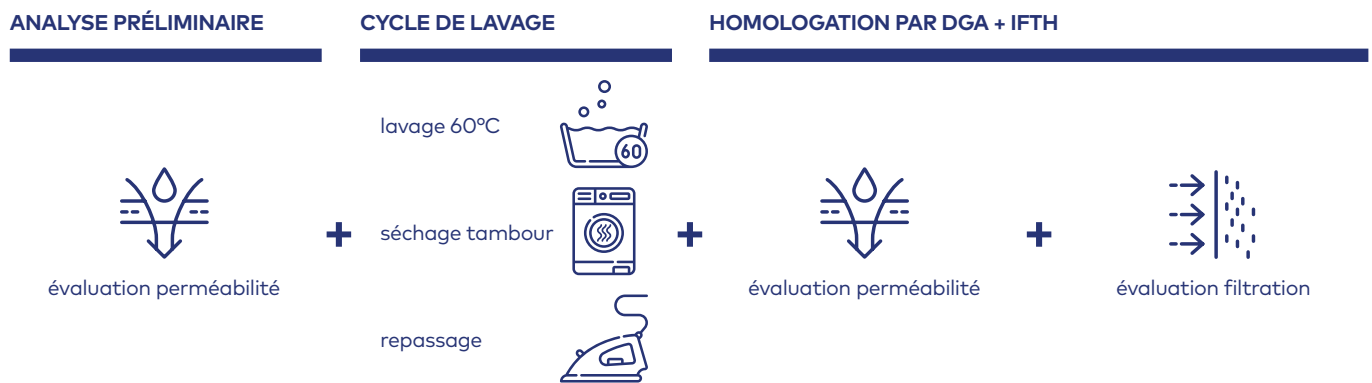 ANALYSE PRÉLIMINAIRE
évaluation perméabilité
+
CYCLE DE LAVAGE
lavage 60°C
60
séchage tambour
repassage
+
HOMOLOGATION PAR DGA + IFTH
évaluation perméabilité
+
évaluation filtration